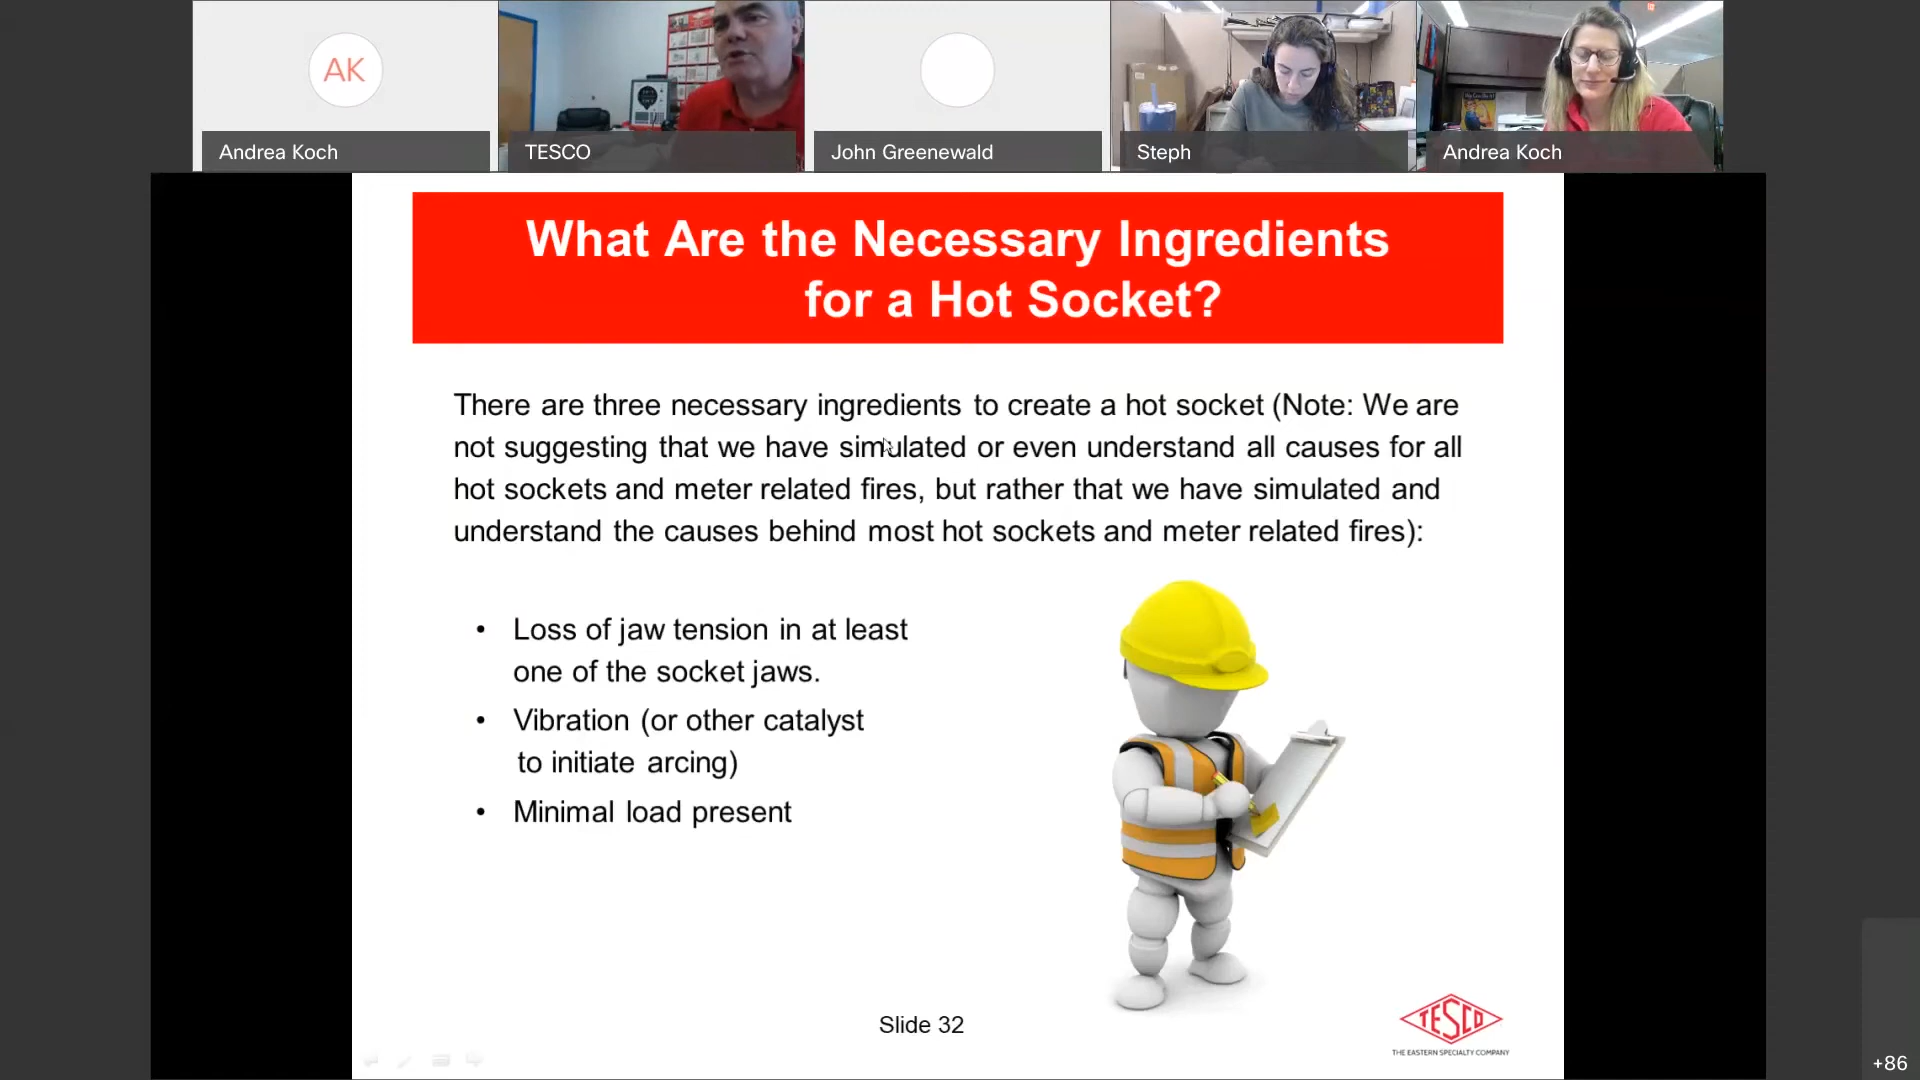 AK
Andrea Koch
TESCO
John Greenewald
Steph
Andrea Koch
What Are the Necessary Ingredients
for a Hot Socket?
There are three necessary ingredients to create a hot socket (Note: We are
not suggesting that we have simulated or even understand all causes for all
hot sockets and meter related fires, but rather that we have simulated and
understand the causes behind most hot sockets and meter related fires):
• Loss of jaw tension in at least
one of the socket jaws.
• Vibration (or other catalyst
to initiate arcing)
• Minimal load present
Slide 32
TESCO
THE EASTERN SPECIALTY COMPANY
+86